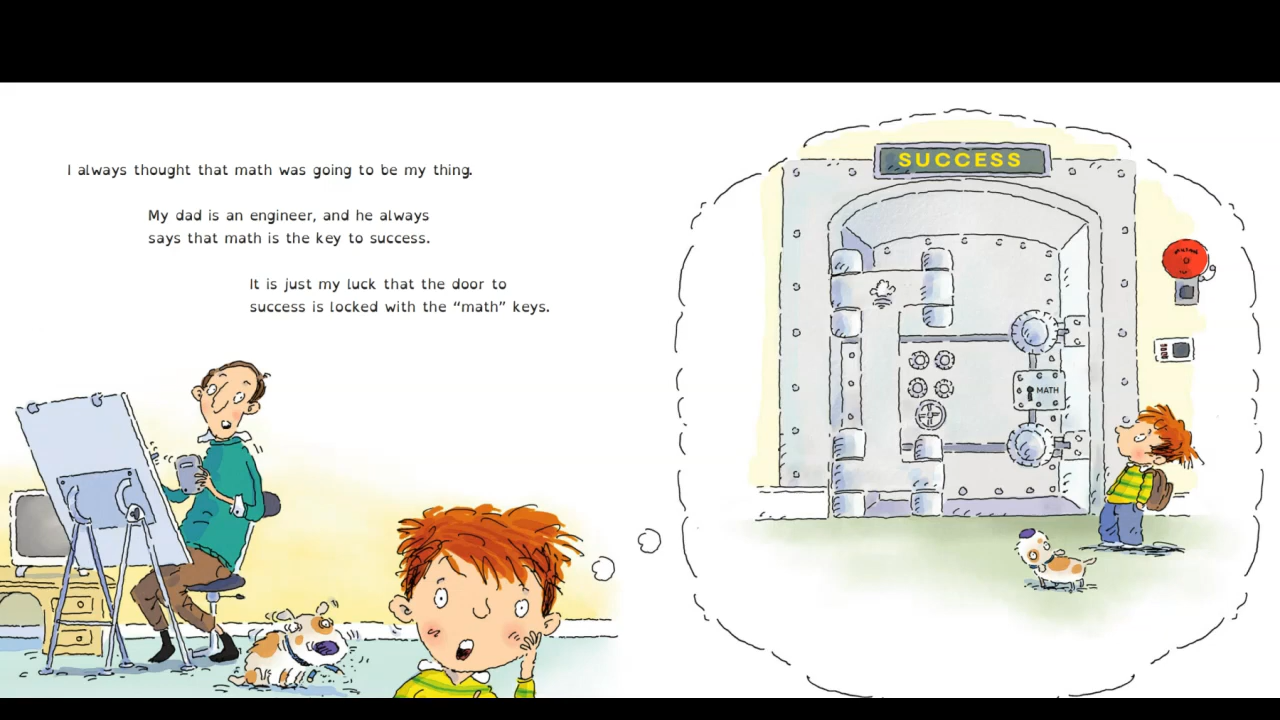 I always thought that math was going to be my thing.
My dad is an engineer, and he always
says that math is the key to success.
It is just my luck that the door to
success is locked with the “math” keys.
SUCCESS
MATH